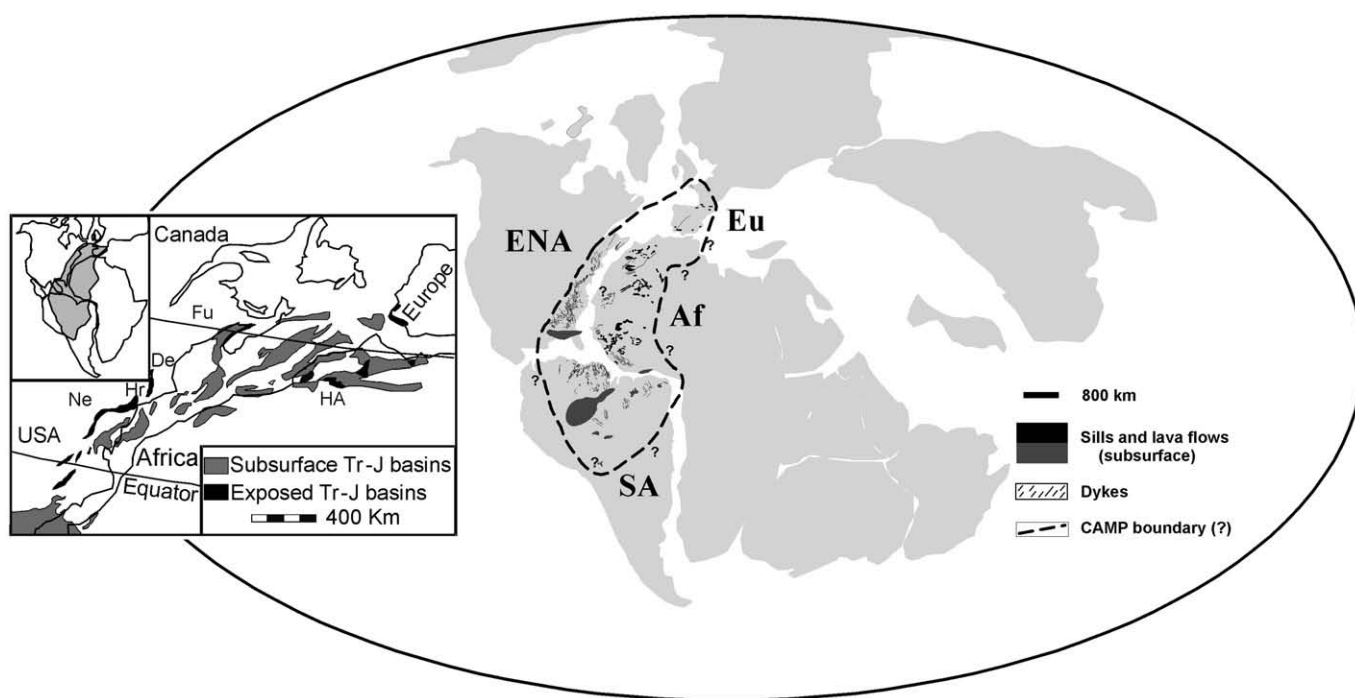 Canada
Europe
Fu
De
Hr
Ne
HA
USA
Africa
Equator
Subsurface Tr-J basins
Exposed Tr-J basins
400 Km
ENA
Eu
?
?
?
?
Af
?
?
?
?
SA
800 km
Sills and lava flows
(subsurface)
Dykes
CAMP boundary (?)